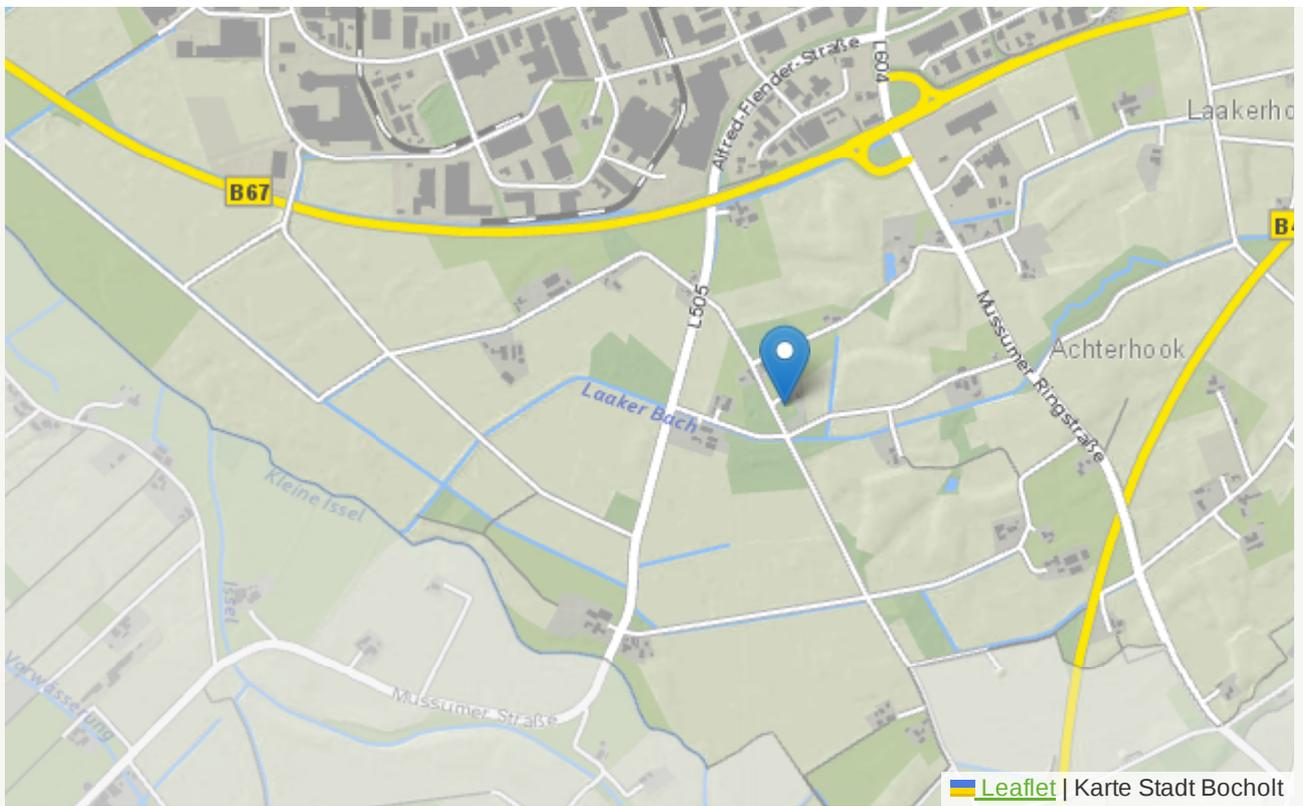 Alfred-Flender-Straße
L604
Laakerho
B67
B4
L505
Mussumer Ringstraße
Achterhook
Laaker Bach
Kleine Issel
Issel
Vorwässerung
Mussumer Straße
Leaflet | Karte Stadt Bocholt